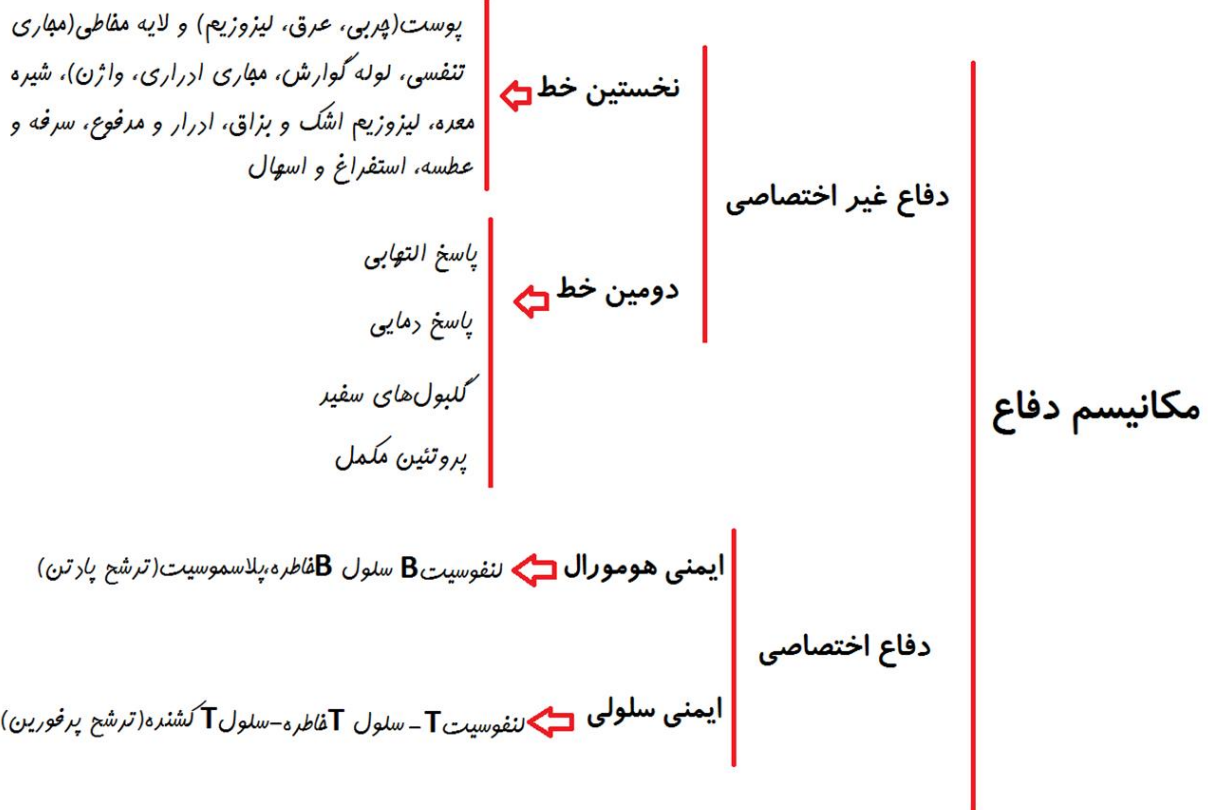 مکانیسم دفاع
دفاع غیر اختصاصی
نخستین خط
پوست(چربی، عرق، لیزوزیم) و لایه مخاطی(مجاری
تنفسی، لوله گوارش، مجاری ادراری، واژن)، شیره
معده، لیزوزیم اشک و بزاق، ادرار و مدفوع، سرفه و
عطسه، استفراغ و اسهال
دومین خط
پاسخ التهابی
پاسخ دمایی
گلبول‌های سفید
پروتئین مکمل
دفاع اختصاصی
ایمنی هومورال
لنفوسیت B سلول B خاطره،پلاسموسیت(ترشح پادتن)
ایمنی سلولی
لنفوسیت T - سلول T خاطره-سلول T کشنده(ترشح پرفورین)